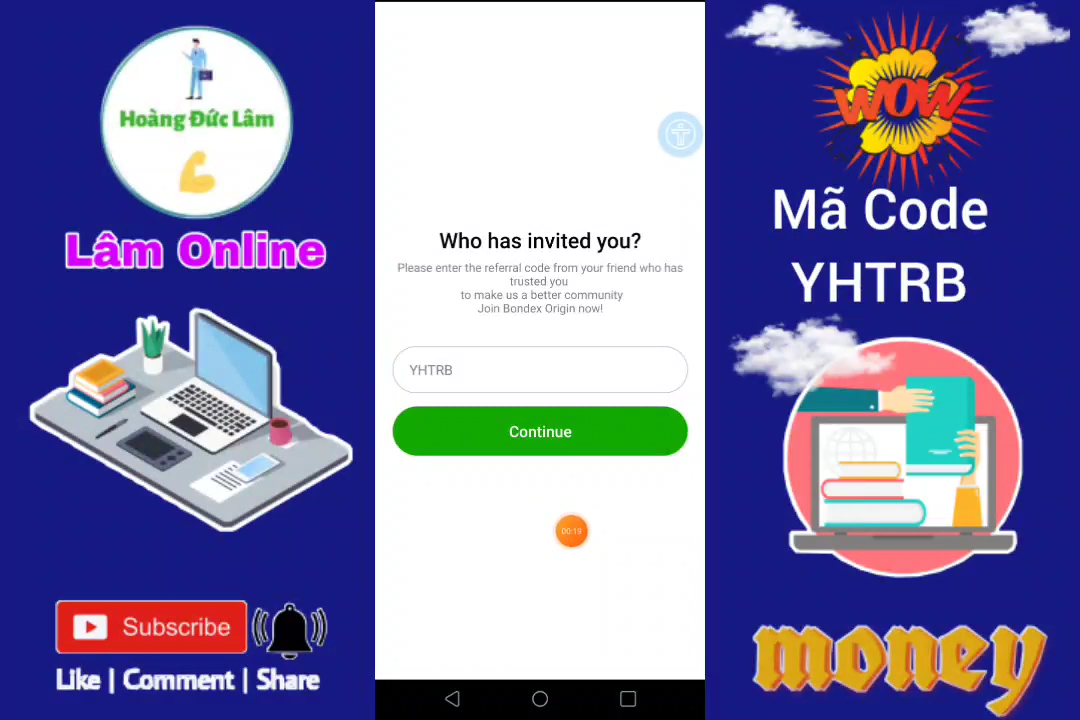 Hoàng Đức Lâm
Lâm Online
Subscribe
Like | Comment | Share
Who has invited you?
Please enter the referral code from your friend who has
trusted you
to make us a better community
Join Bondex Origin now!
YHTRB
Continue
00:19
WOW
Mã Code
YHTRB
money